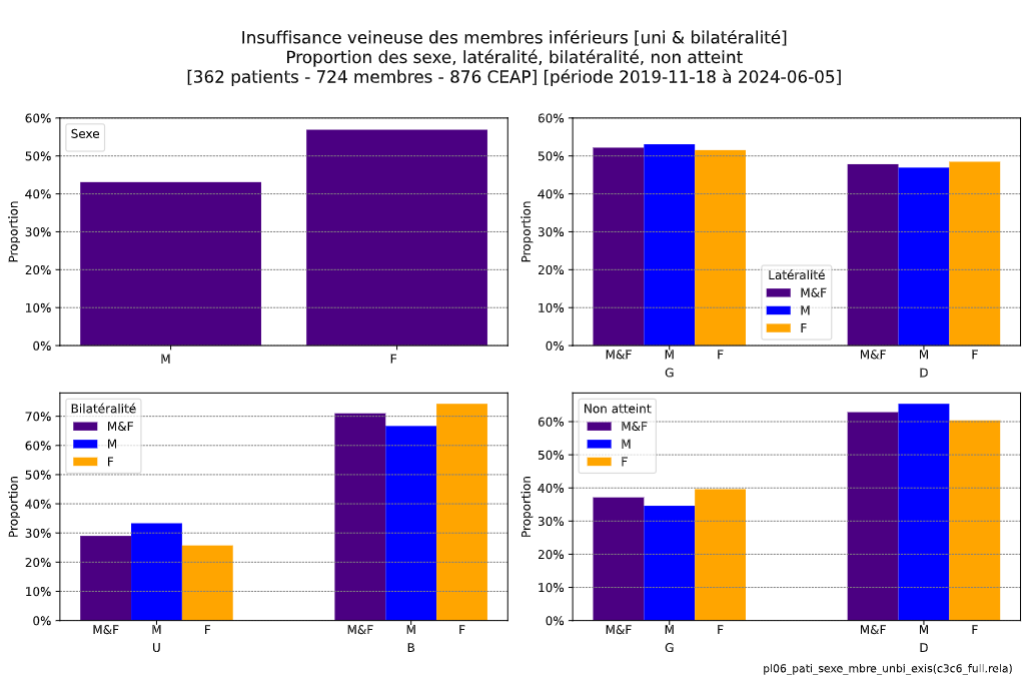 Insuffisance veineuse des membres inférieurs [uni & bilatéralité]
Proportion des sexe, latéralité, bilatéralité, non atteint
[362 patients - 724 membres - 876 CEAP] [période 2019-11-18 à 2024-06-05]
Sexe
Proportion
60%
50%
40%
30%
20%
10%
0%
M F
Proportion
60%
50%
40%
30%
20%
10%
0%
Latéralité
M&F
M
F
M&F M F M&F M F
G D
Bilatéralité
M&F
M
F
Proportion
70%
60%
50%
40%
30%
20%
10%
0%
M&F M F M&F M F
U B
Non atteint
M&F
M
F
Proportion
60%
50%
40%
30%
20%
10%
0%
M&F M F M&F M F
G D
pl06_pati_sexe_mbre_unbi_exis(c3c6_full.rela)